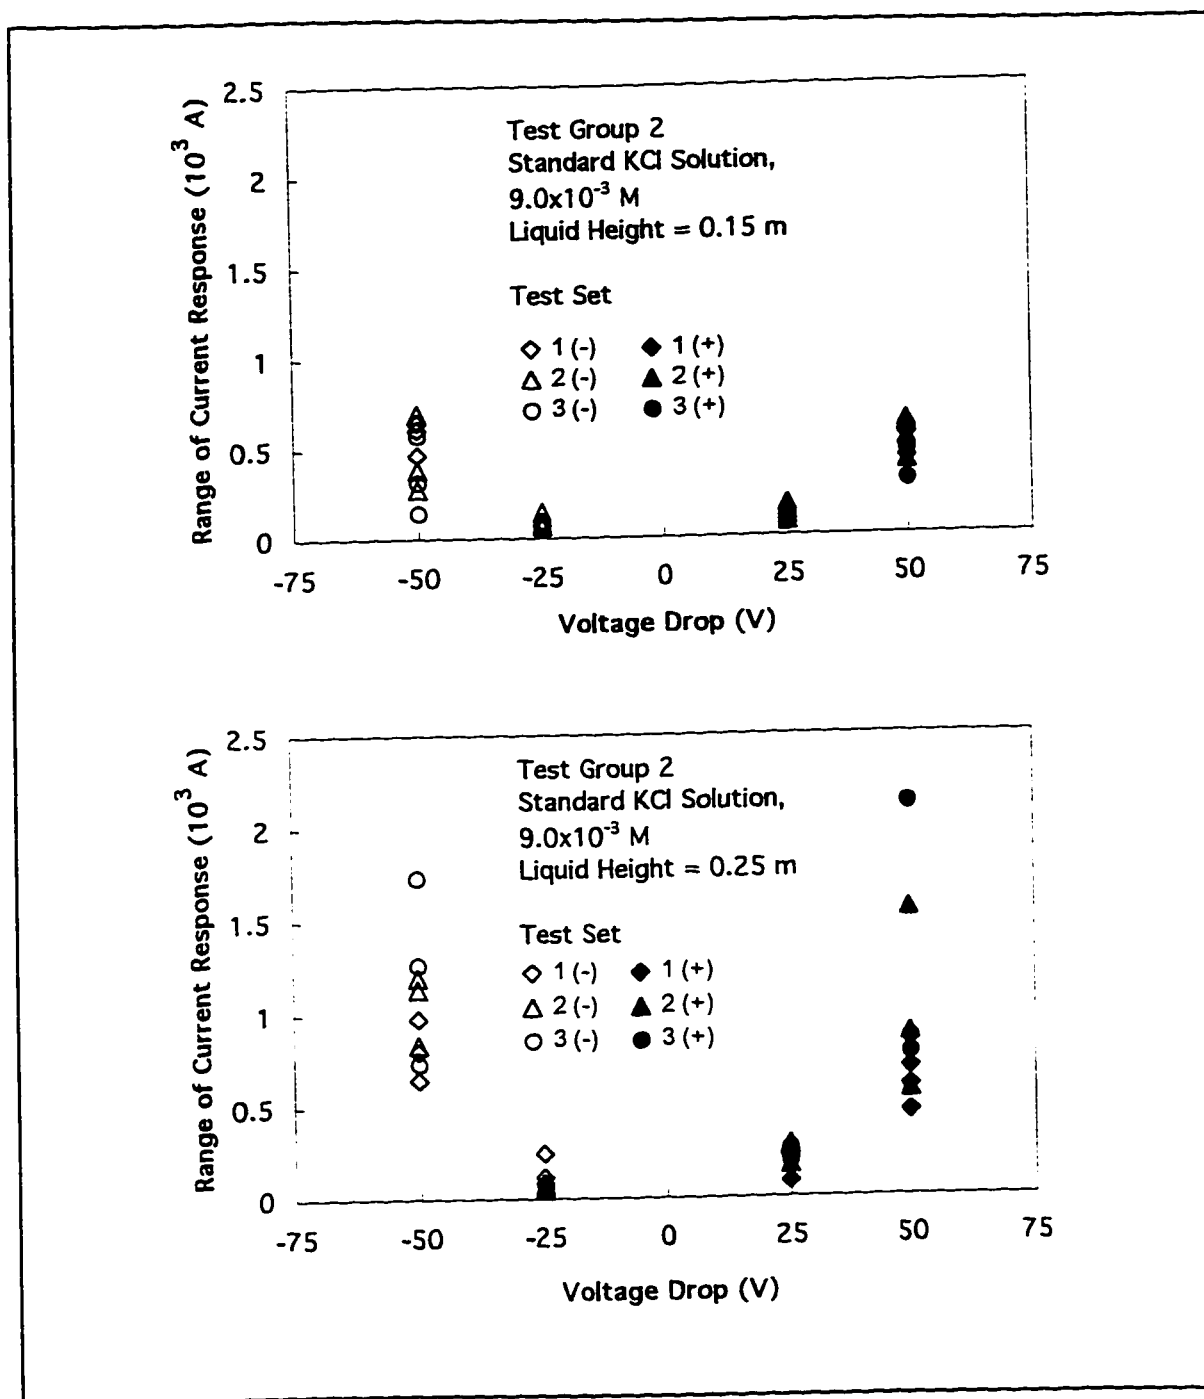 Range of Current Response (10³ A)
2.5
2
1.5
1
0.5
0
Test Group 2
Standard KCl Solution,
9.0x10⁻³ M
Liquid Height = 0.15 m
Test Set
1 (-) 1 (+)
2 (-) 2 (+)
3 (-) 3 (+)
-75 -50 -25 0 25 50 75
Voltage Drop (V)
Range of Current Response (10³ A)
2.5
2
1.5
1
0.5
0
Test Group 2
Standard KCl Solution,
9.0x10⁻³ M
Liquid Height = 0.25 m
Test Set
1 (-) 1 (+)
2 (-) 2 (+)
3 (-) 3 (+)
-75 -50 -25 0 25 50 75
Voltage Drop (V)